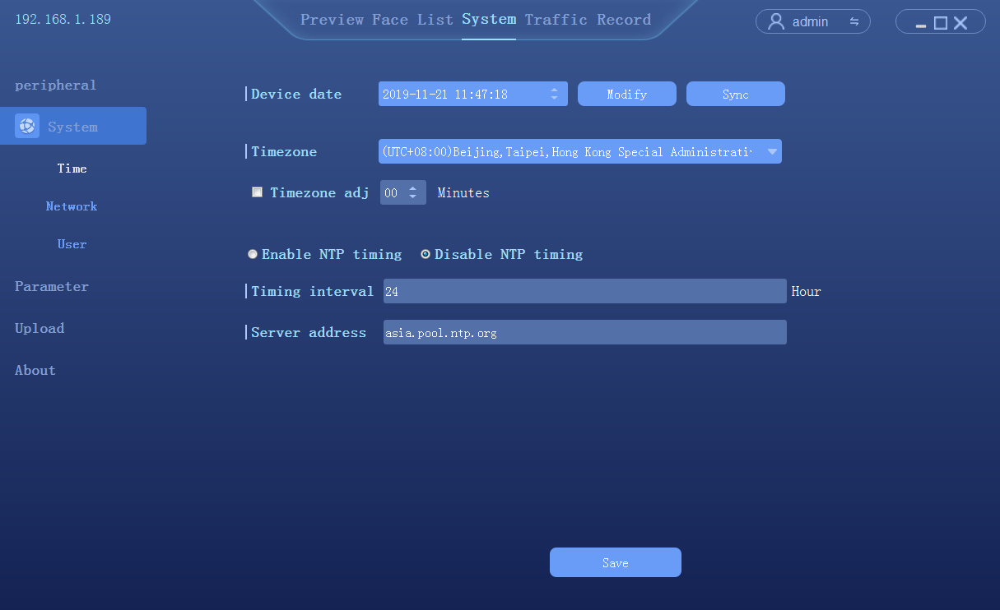 192.168.1.189
Preview Face List System Traffic Record
admin
peripheral
System
Time
Network
User
Parameter
Upload
About
Device date 2019-11-21 11:47:18 Modify Sync
Timezone (UTC+08:00)Beijing,Taipei,Hong Kong Special Administrati
Timezone adj 00 Minutes
Enable NTP timing Disable NTP timing
Timing interval 24 Hour
Server address asia.pool.ntp.org
Save